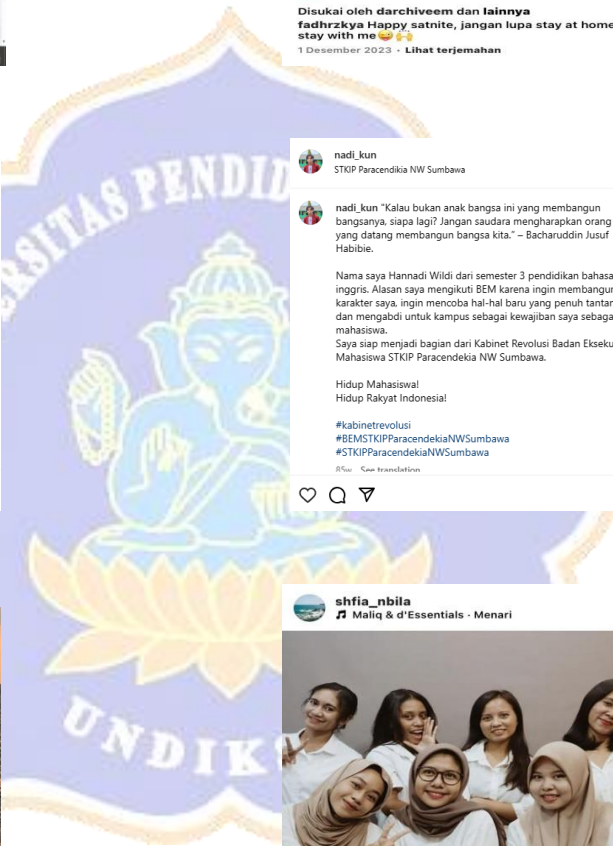 Disukai oleh darchiveem dan lainnya
fadhrzkya Happy satnite, jangan lupa stay at home
stay with me😜🙌
1 Desember 2023 · Lihat terjemahan
nadi_kun
STKIP Paracendikia NW Sumbawa
nadi_kun "Kalau bukan anak bangsa ini yang membangun
bangsanya, siapa lagi? Jangan saudara mengharapkan orang
yang datang membangun bangsa kita." – Bacharuddin Jusuf
Habibie.
Nama saya Hannadi Wildi dari semester 3 pendidikan bahasa
inggris. Alasan saya mengikuti BEM karena ingin membangun
karakter saya, ingin mencoba hal-hal baru yang penuh tantan
dan mengabdi untuk kampus sebagai kewajiban saya sebaga
mahasiswa.
Saya siap menjadi bagian dari Kabinet Revolusi Badan Ekseku
Mahasiswa STKIP Paracendekia NW Sumbawa.
Hidup Mahasiswa!
Hidup Rakyat Indonesia!
#kabinetrevolusi
#BEMSTKIPParacendekiaNWSumbawa
#STKIPParacendekiaNWSumbawa
85w See translation
shfia_nbila
Maliq & d'Essentials · Menari
ERSITAS PENDID
UNDIKS